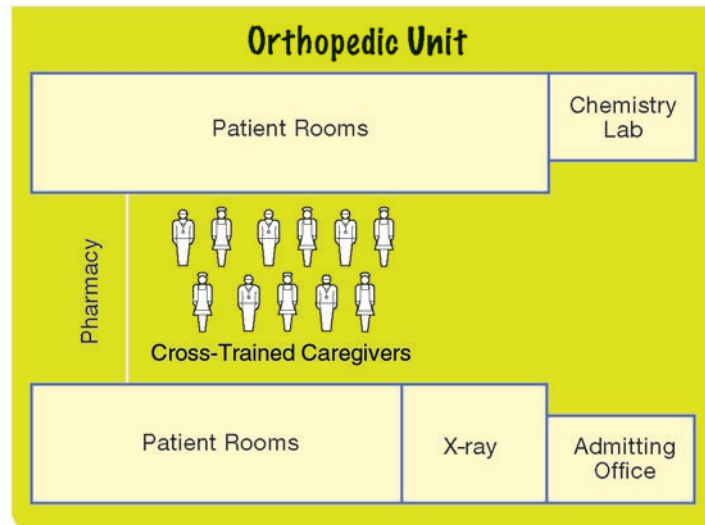 Orthopedic Unit
Patient Rooms
Chemistry
Lab
Pharmacy
Cross-Trained Caregivers
Patient Rooms
X-ray
Admitting
Office